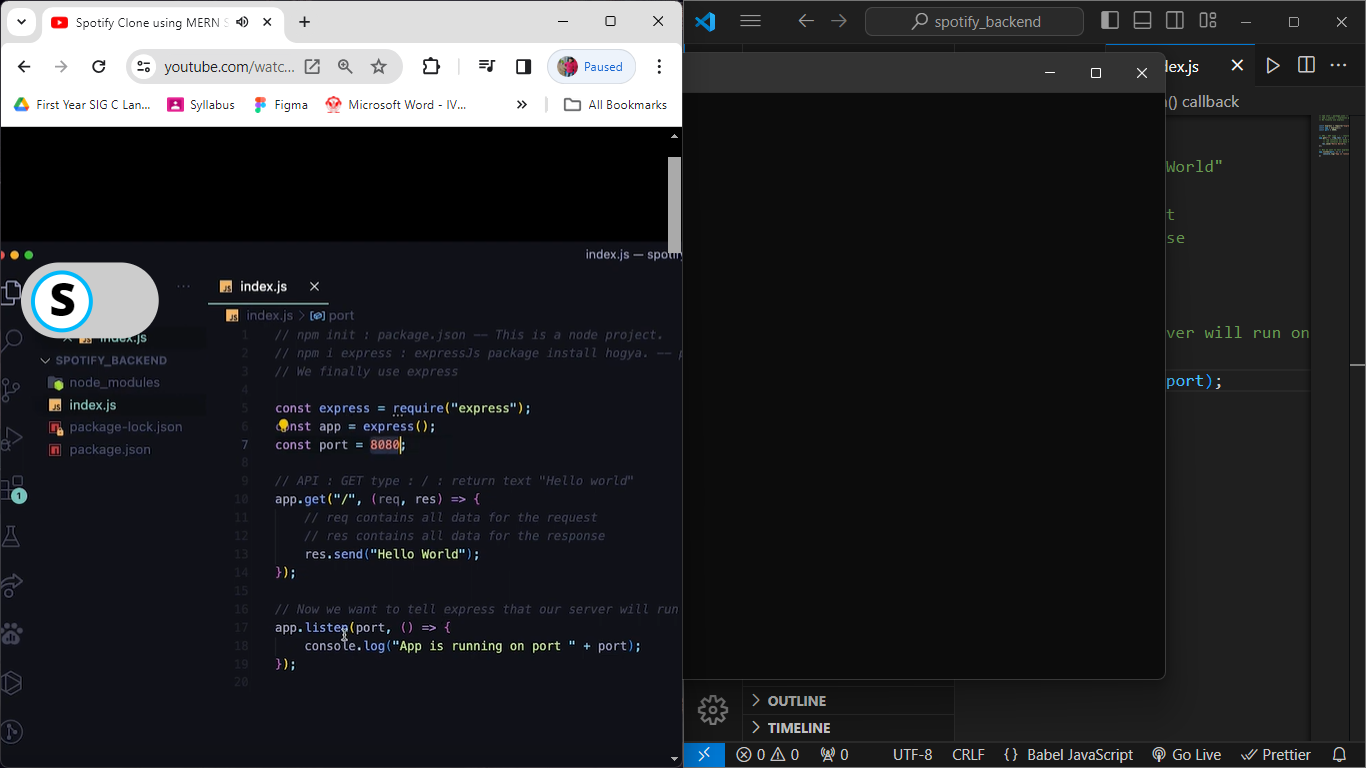 Spotify Clone using MERN S
youtube.com/watc...
Paused
First Year SIG C Lan...
Syllabus
Figma
Microsoft Word - IV...
»
All Bookmarks
index.js — spotify
S
index.js
index.js
index.js > port
SPOTIFY_BACKEND
node_modules
index.js
package-lock.json
package.json
1
1 // npm init : package.json —— This is a node project.
2 // npm i express : expressJs package install hogya. ——
3 // We finally use express
4
5 const express = require("express");
6 const app = express();
7 const port = 8080;
8
9 // API : GET type : / : return text "Hello world"
10 app.get("/", (req, res) => {
11 // req contains all data for the request
12 // res contains all data for the response
13 res.send("Hello World");
14 });
15
16 // Now we want to tell express that our server will run
17 app.listen(port, () => {
18 console.log("App is running on port " + port);
19 });
20
spotify_backend
dex.js
() callback
World"
t
se
ver will run on
port);
OUTLINE
TIMELINE
0 0 0 UTF-8 CRLF {} Babel JavaScript Go Live Prettier